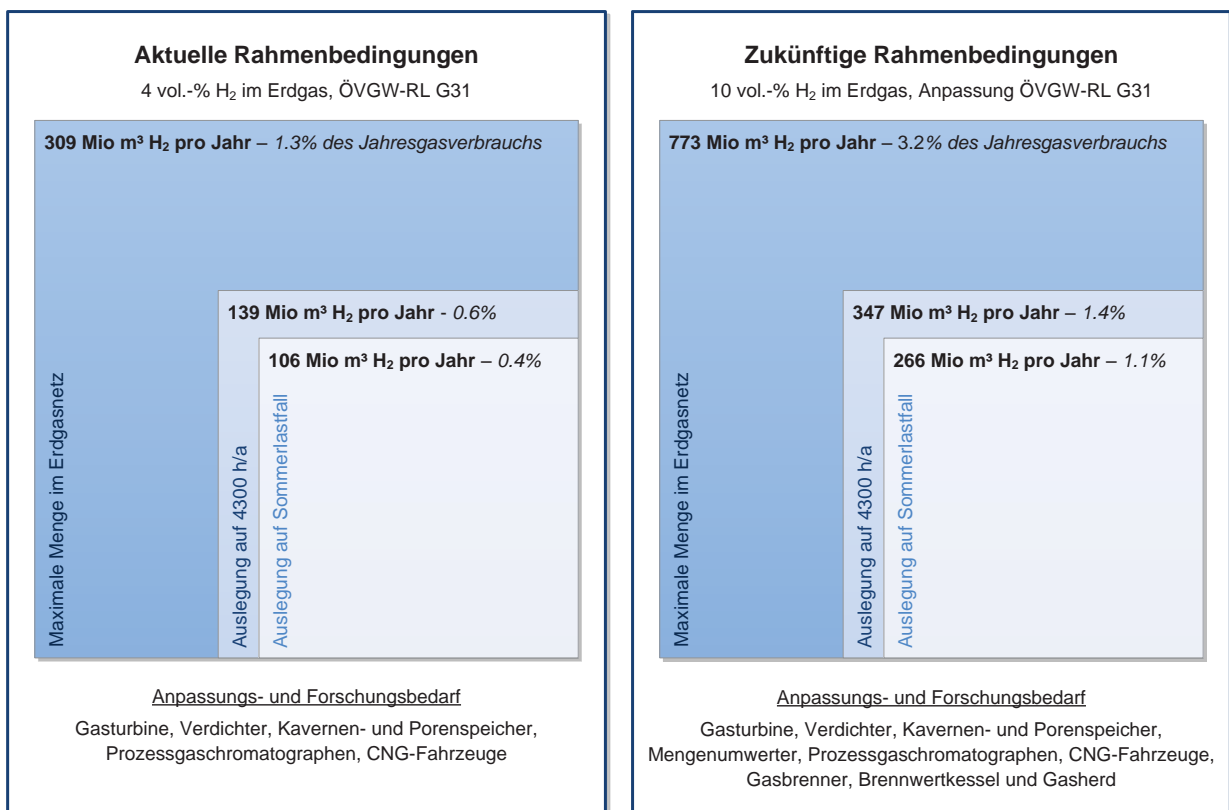 Aktuelle Rahmenbedingungen
4 vol.-% H₂ im Erdgas, ÖVGW-RL G31
309 Mio m³ H₂ pro Jahr – 1.3% des Jahresgasverbrauchs
139 Mio m³ H₂ pro Jahr - 0.6%
106 Mio m³ H₂ pro Jahr – 0.4%
Maximale Menge im Erdgasnetz
Auslegung auf 4300 h/a
Auslegung auf Sommerlastfall
Anpassungs- und Forschungsbedarf
Gasturbine, Verdichter, Kavernen- und Porenspeicher,
Prozessgaschromatographen, CNG-Fahrzeuge
Zukünftige Rahmenbedingungen
10 vol.-% H₂ im Erdgas, Anpassung ÖVGW-RL G31
773 Mio m³ H₂ pro Jahr – 3.2% des Jahresgasverbrauchs
347 Mio m³ H₂ pro Jahr – 1.4%
266 Mio m³ H₂ pro Jahr – 1.1%
Maximale Menge im Erdgasnetz
Auslegung auf 4300 h/a
Auslegung auf Sommerlastfall
Anpassungs- und Forschungsbedarf
Gasturbine, Verdichter, Kavernen- und Porenspeicher,
Mengenumwerter, Prozessgaschromatographen, CNG-Fahrzeuge,
Gasbrenner, Brennwertkessel und Gasherd